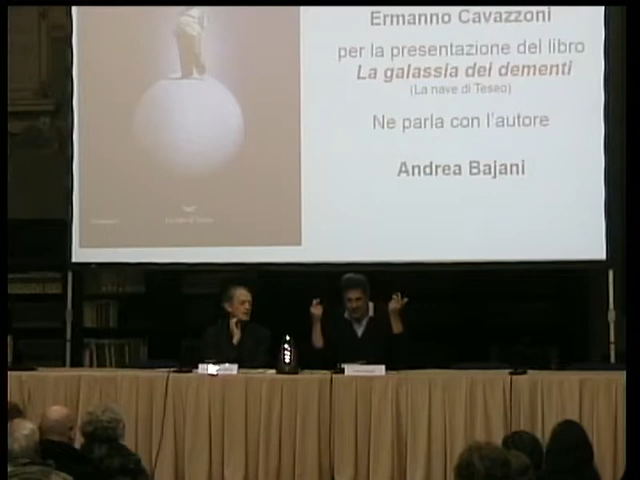 Ermanno Cavazzoni
per la presentazione del libro
La galassia dei dementi
(La nave di Teseo)
Ne parla con l'autore
Andrea Bajani